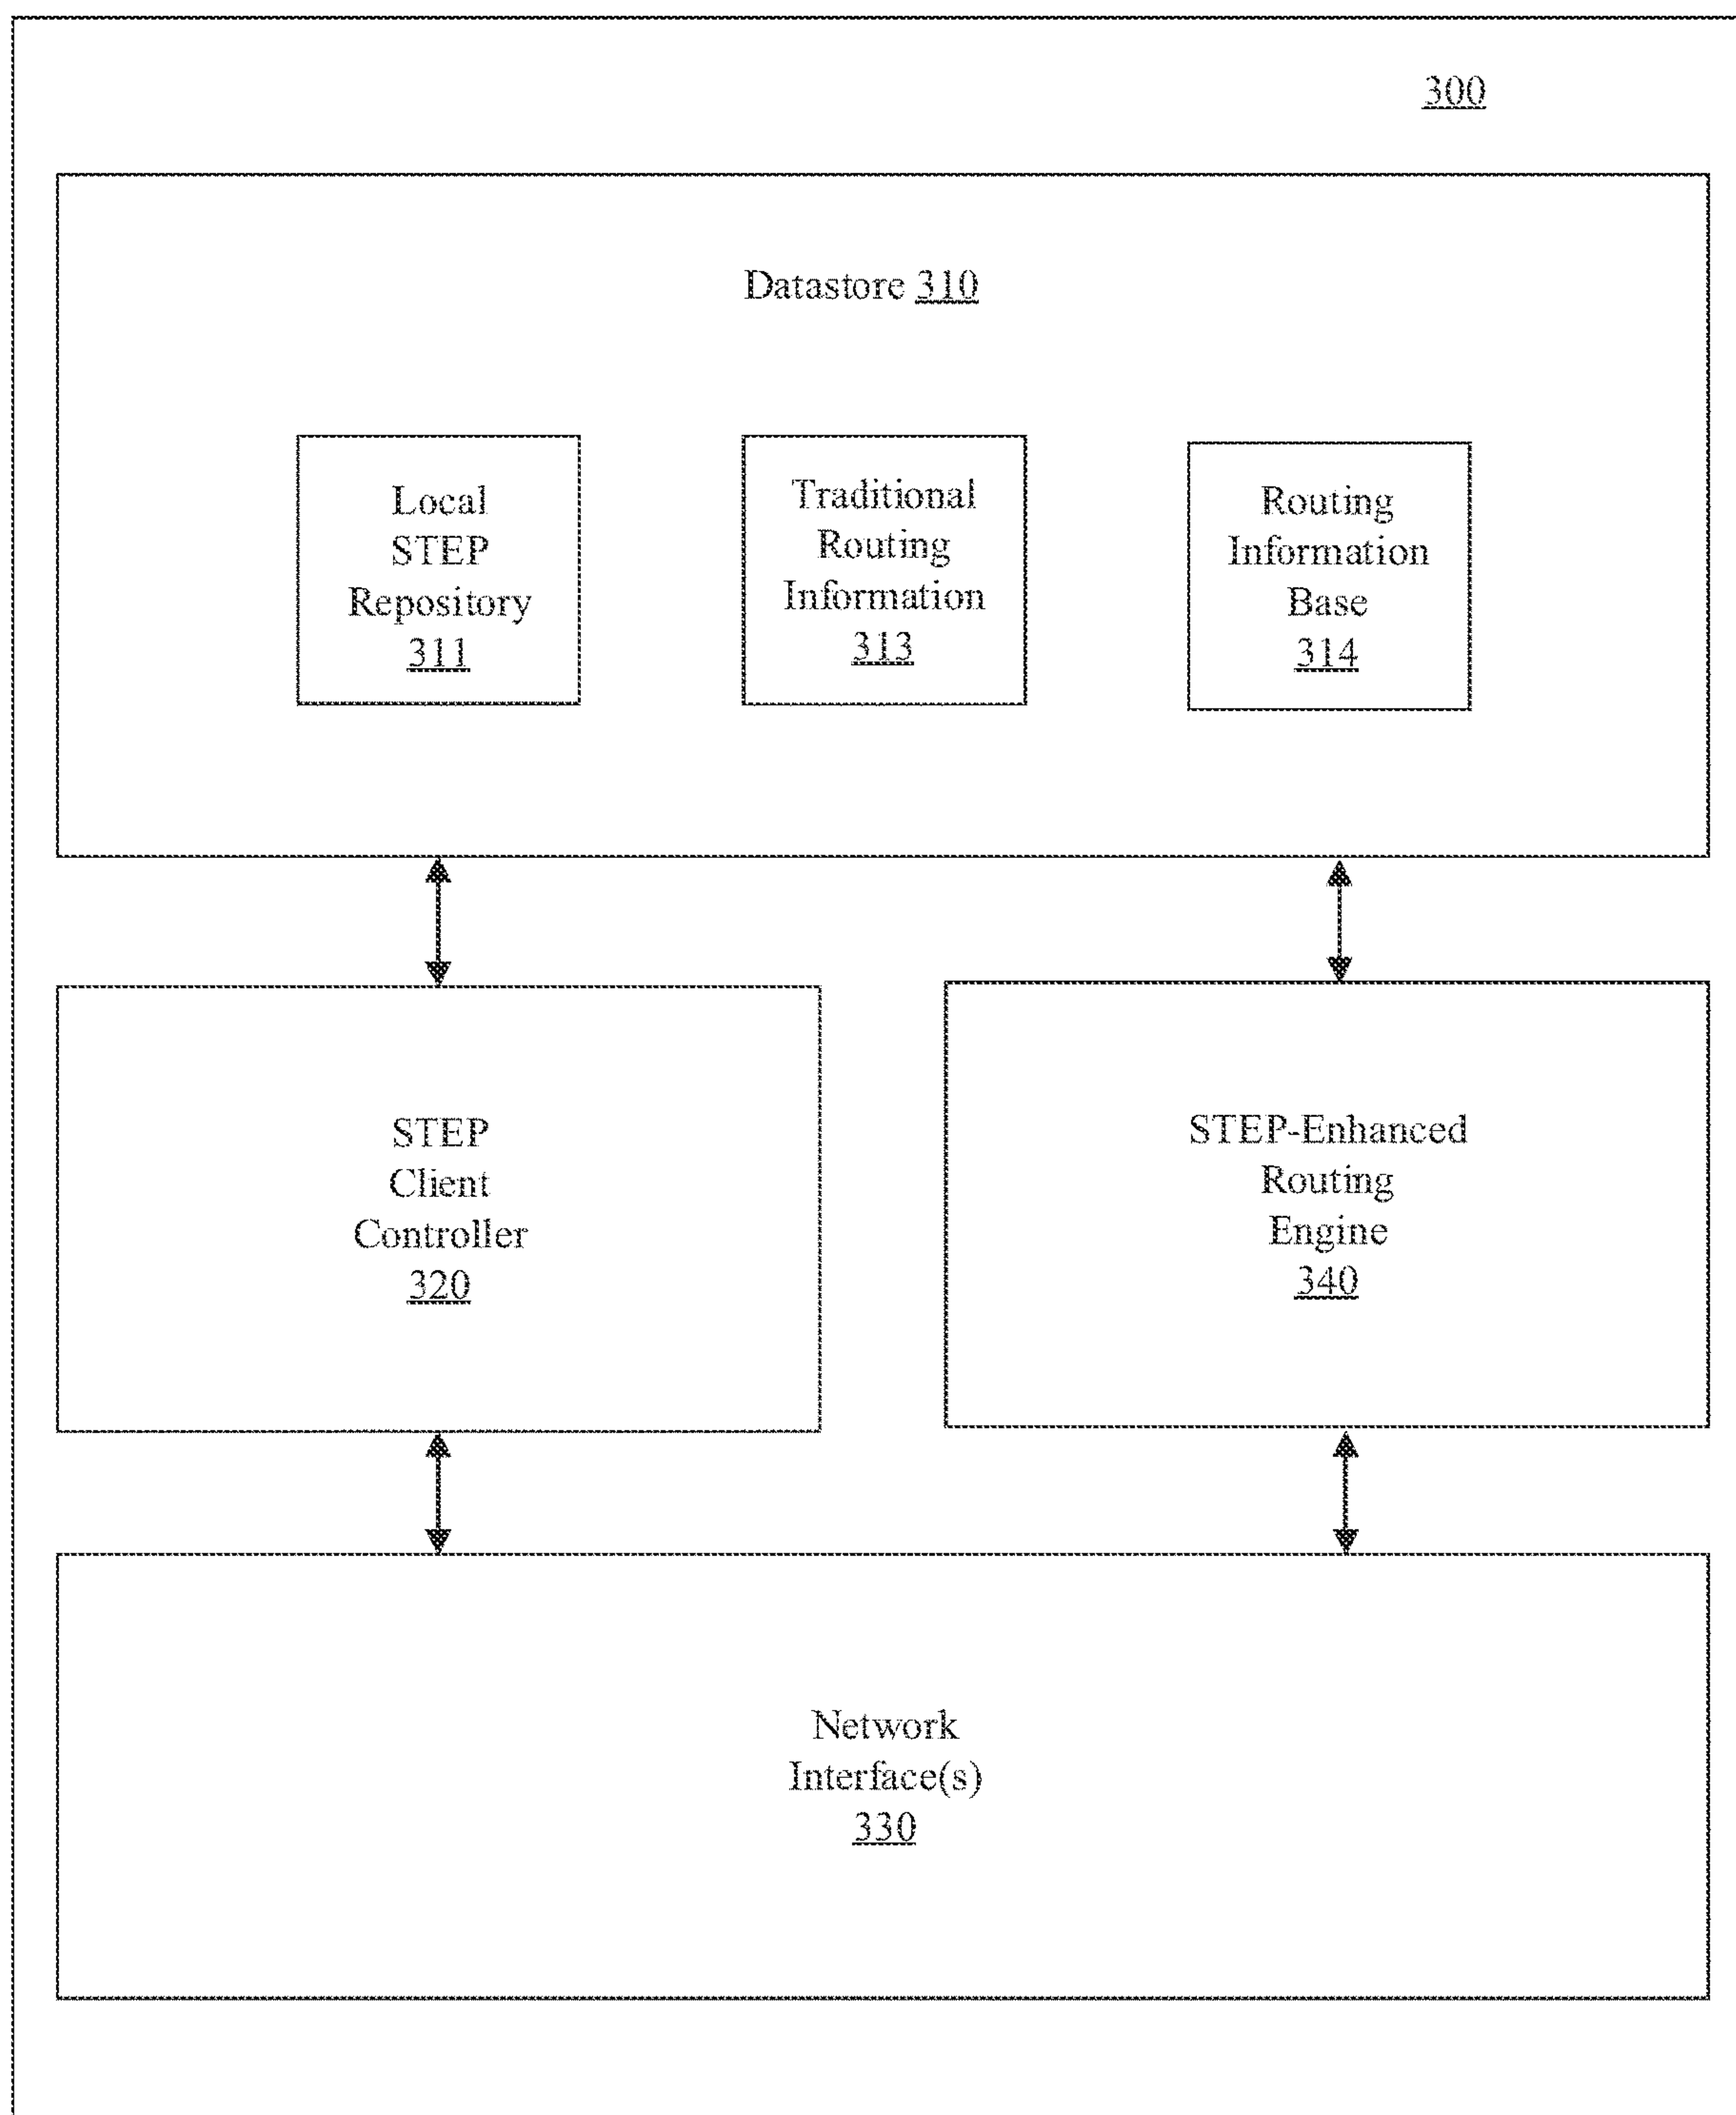 300
Datastore 310
Local
STEP
Repository
311
Traditional
Routing
Information
313
Routing
Information
Base
314
STEP
Client
Controller
320
STEP-Enhanced
Routing
Engine
340
Network
Interface(s)
330